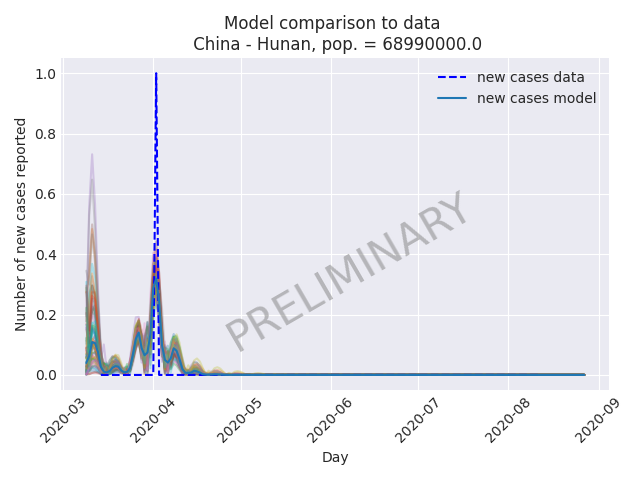 Model comparison to data
China - Hunan, pop. = 68990000.0
new cases data
new cases model
Number of new cases reported
1.0
0.8
0.6
0.4
0.2
0.0
PRELIMINARY
2020-03
2020-04
2020-05
2020-06
2020-07
2020-08
2020-09
Day